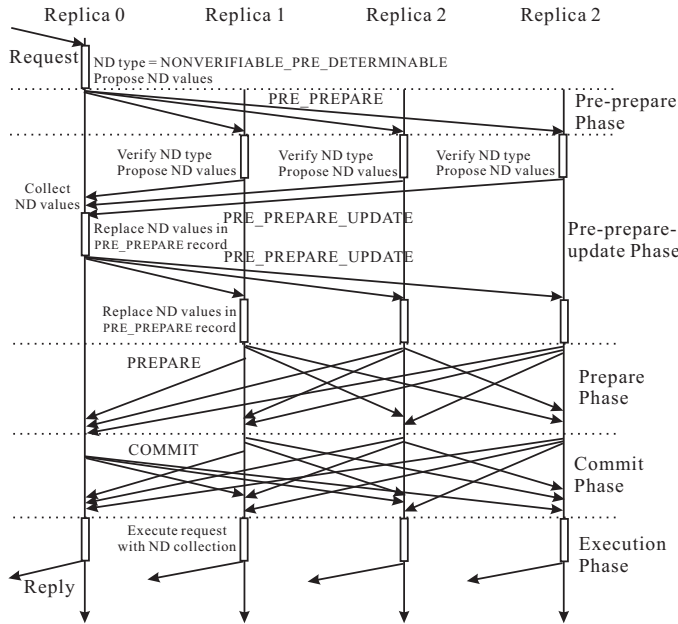 Replica 0 Replica 1 Replica 2 Replica 2
Request
ND type = NONVERIFIABLE_PRE_DETERMINABLE
Propose ND values
PRE_PREPARE
Pre-prepare
Phase
Verify ND type Verify ND type Verify ND type
Propose ND values Propose ND values Propose ND values
Collect
ND values
PRE_PREPARE_UPDATE
Replace ND values in
PRE_PREPARE record
Pre-prepare-
update Phase
PRE_PREPARE_UPDATE
Replace ND values in
PRE_PREPARE record
PREPARE
Prepare
Phase
COMMIT
Commit
Phase
Execute request
with ND collection
Execution
Phase
Reply